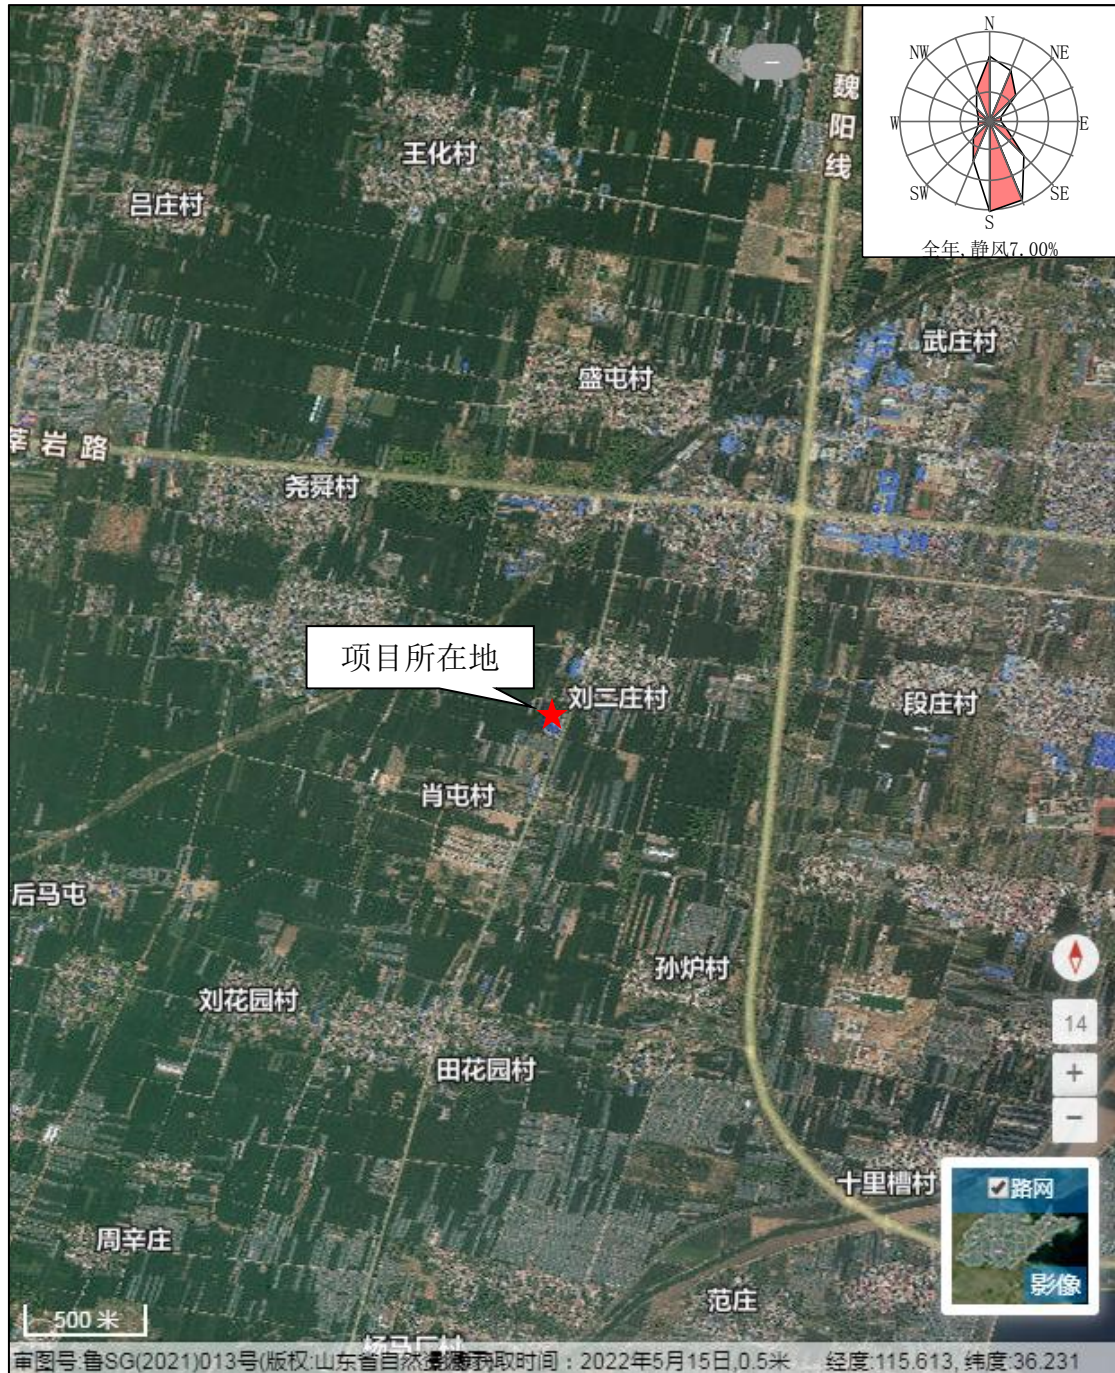 N
NW
NE
W
E
SW
SE
S
全年,静风7.00%
魏阳线
王化村
吕庄村
武庄村
盛屯村
莘岩路
尧舜村
项目所在地
刘二庄村
段庄村
肖屯村
后马屯
孙炉村
刘花园村
14
田花园村
+
−
十里槽村
路网
周辛庄
影像
范庄
500 米
审图号:鲁SG(2021)013号(版权:山东省自然
取时间：2022年5月15日,0.5米
经度:115.613, 纬度:36.231